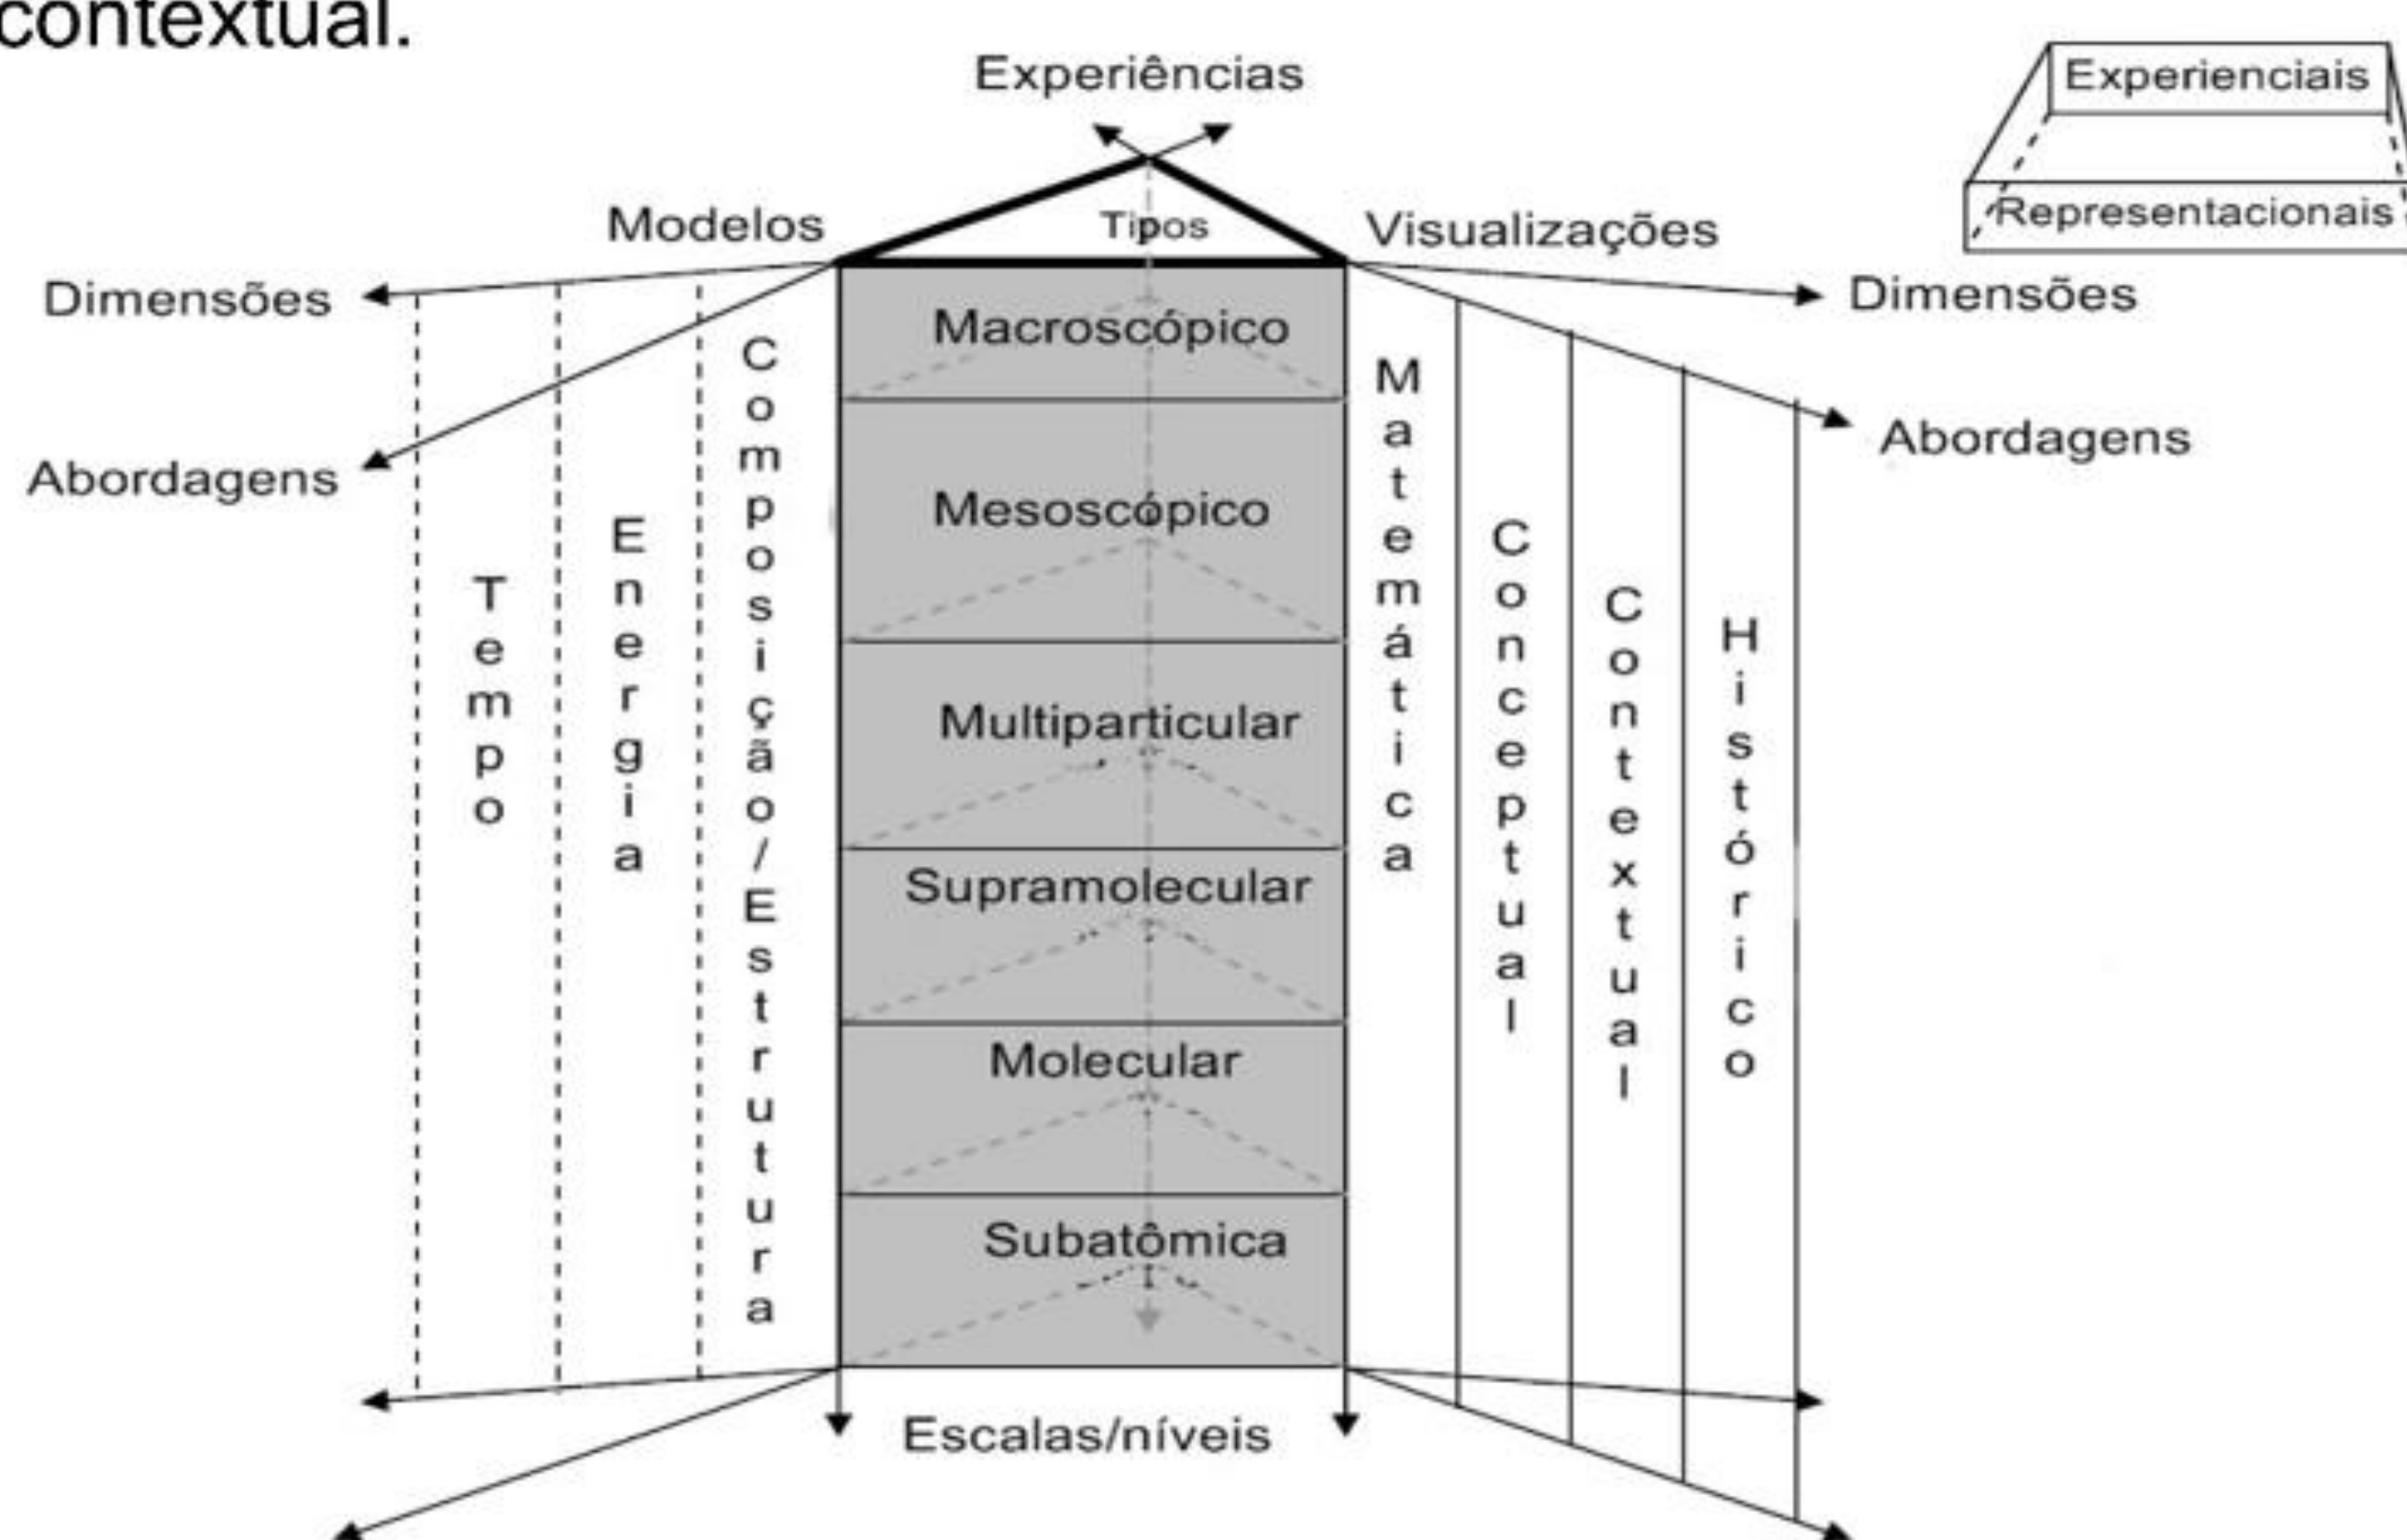 contextual.
Experiências
Experienciais
Representacionais
Modelos
Tipos
Visualizações
Dimensões
Dimensões
Abordagens
Abordagens
Tempo
Energia
Composição/Estrutura
Macroscópico
Mesoscópico
Multiparticular
Supramolecular
Molecular
Subatômica
Matemática
Conceptual
Contextual
Histórico
Escalas/níveis